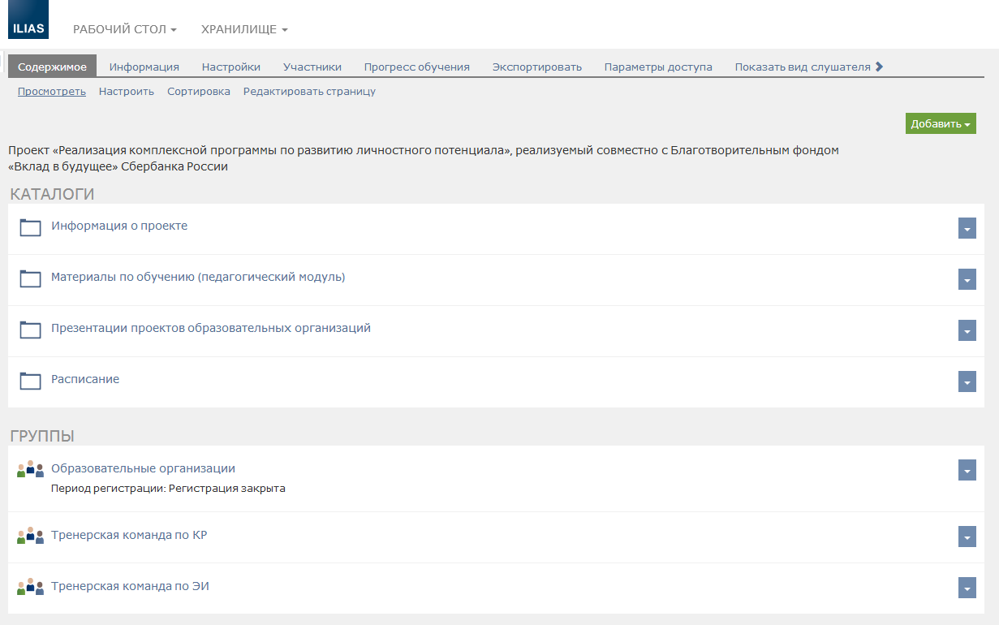 ILIAS
РАБОЧИЙ СТОЛ
ХРАНИЛИЩЕ
Содержимое
Информация
Настройки
Участники
Прогресс обучения
Экспортировать
Параметры доступа
Показать вид слушателя
Просмотреть
Настроить
Сортировка
Редактировать страницу
Добавить
Проект «Реализация комплексной программы по развитию личностного потенциала», реализуемый совместно с Благотворительным фондом
«Вклад в будущее» Сбербанка России
КАТАЛОГИ
Информация о проекте
Материалы по обучению (педагогический модуль)
Презентации проектов образовательных организаций
Расписание
ГРУППЫ
Образовательные организации
Период регистрации: Регистрация закрыта
Тренерская команда по КР
Тренерская команда по ЭИ